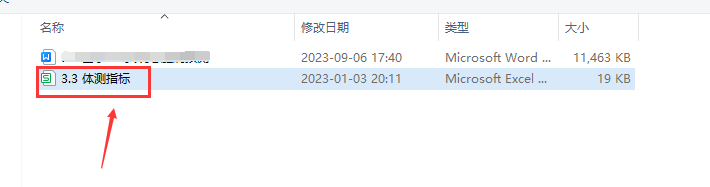 名称 修改日期 类型 大小
2023-09-06 17:40 Microsoft Word ... 11,463 KB
3.3 体测指标 2023-01-03 20:11 Microsoft Excel ... 19 KB